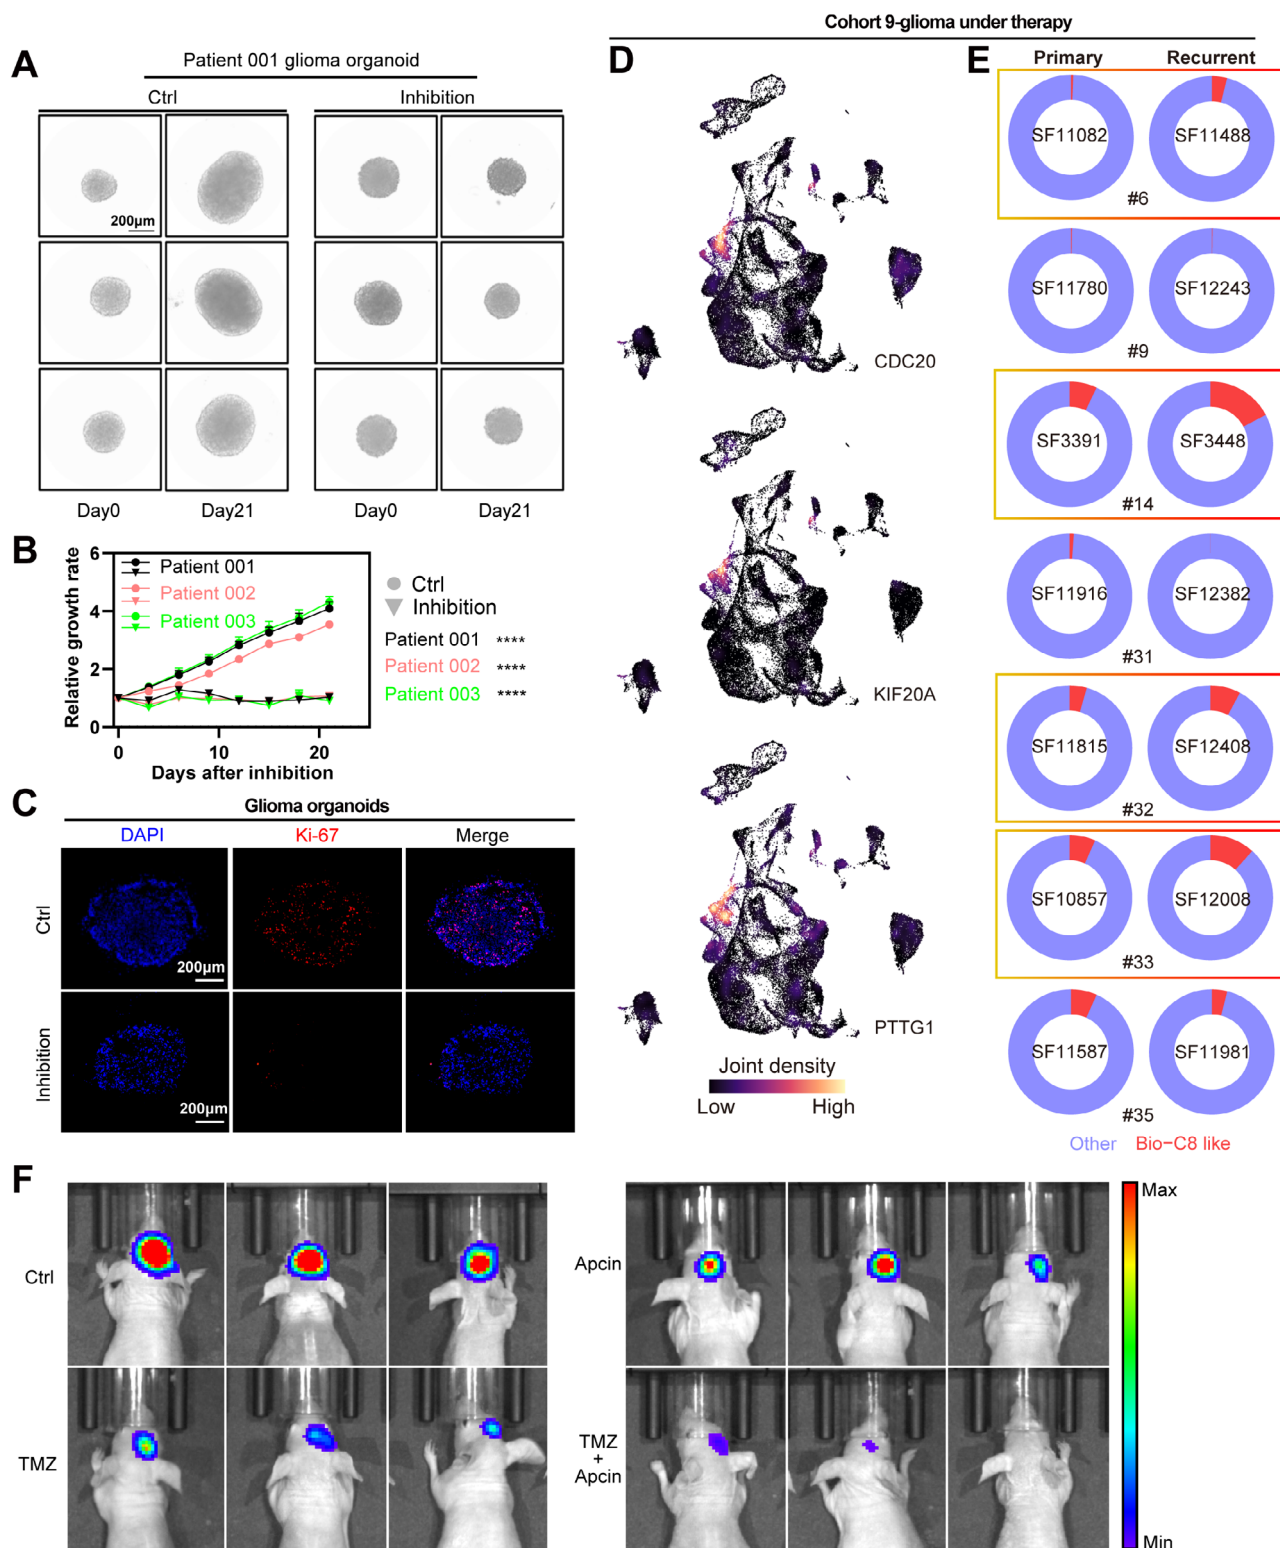 Cohort 9-glioma under therapy
A
Patient 001 glioma organoid
Ctrl
Inhibition
200μm
Day0
Day21
Day0
Day21
B
Relative growth rate
6
4
2
0
Patient 001
Patient 002
Patient 003
0
10
20
Days after inhibition
Ctrl
Inhibition
Patient 001 ****
Patient 002 ****
Patient 003 ****
C
Glioma organoids
DAPI
Ki-67
Merge
Ctrl
200μm
Inhibition
200μm
D
CDC20
KIF20A
PTTG1
Joint density
Low
High
E
Primary
Recurrent
SF11082
SF11488
#6
SF11780
SF12243
#9
SF3391
SF3448
#14
SF11916
SF12382
#31
SF11815
SF12408
#32
SF10857
SF12008
#33
SF11587
SF11981
#35
Other
Bio−C8 like
F
Ctrl
TMZ
Apcin
TMZ
+
Apcin
Max
Min